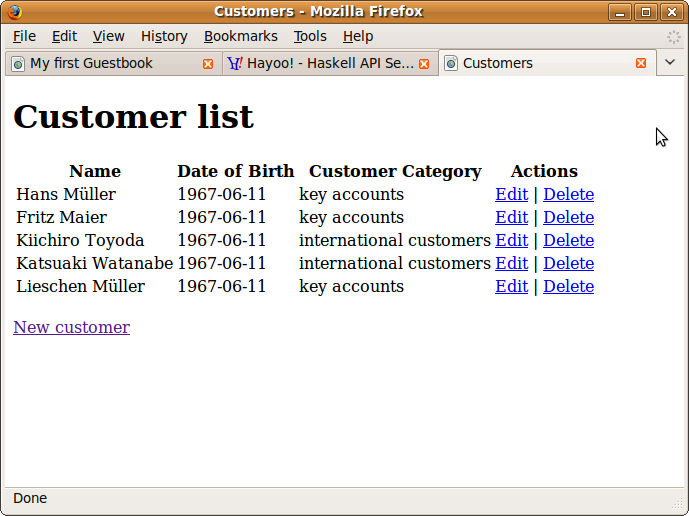 Customers - Mozilla Firefox
File Edit View History Bookmarks Tools Help
My first Guestbook Hayoo! - Haskell API Se... Customers
Customer list
Name Date of Birth Customer Category Actions
Hans Müller 1967-06-11 key accounts Edit | Delete
Fritz Maier 1967-06-11 key accounts Edit | Delete
Kiichiro Toyoda 1967-06-11 international customers Edit | Delete
Katsuaki Watanabe 1967-06-11 international customers Edit | Delete
Lieschen Müller 1967-06-11 key accounts Edit | Delete
New customer
Done